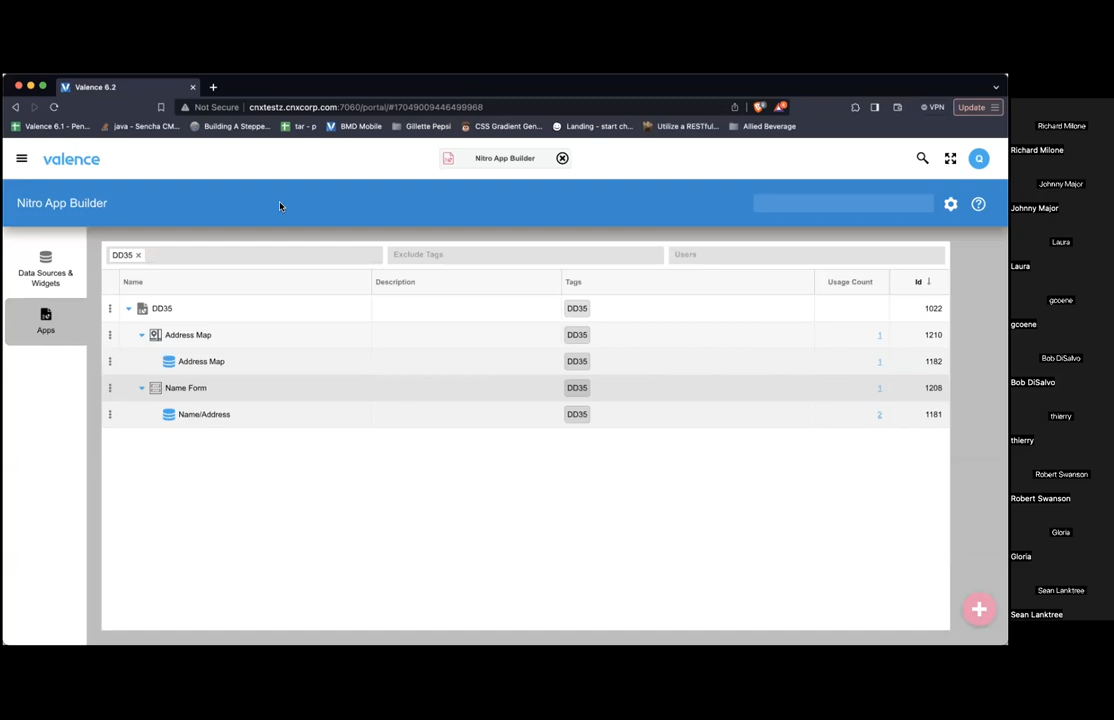 Valence 6.2
Not Secure cnxtestz.cnxcorp.com:7060/portal/#17049009446499968
VPN
Update
Valence 6.1 - Pen...
java - Sencha CM...
Building A Steppe...
tar - p
BMD Mobile
Gillette Pepsi
CSS Gradient Gen...
Landing - start ch...
Utilize a RESTful...
Allied Beverage
valence
Nitro App Builder
Q
Nitro App Builder
Data Sources &
Widgets
Apps
DD35
Exclude Tags
Users
Name Description Tags Usage Count Id
DD35 DD35 1022
Address Map DD35 1 1210
Address Map DD35 1 1182
Name Form DD35 1 1208
Name/Address DD35 2 1181
Richard Milone
Richard Milone
Johnny Major
Johnny Major
Laura
Laura
gcoene
gcoene
Bob DiSalvo
Bob DiSalvo
thierry
thierry
Robert Swanson
Robert Swanson
Gloria
Gloria
Sean Lanktree
Sean Lanktree